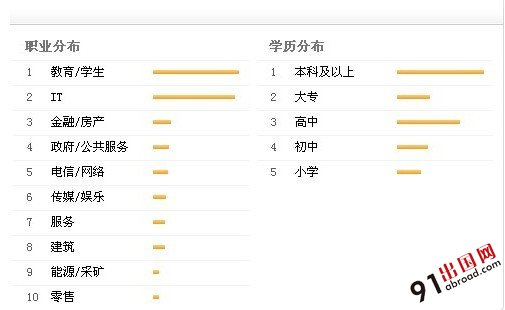 职业分布
1 教育/学生
2 IT
3 金融/房产
4 政府/公共服务
5 电信/网络
6 传媒/娱乐
7 服务
8 建筑
9 能源/采矿
10 零售
学历分布
1 本科及以上
2 大专
3 高中
4 初中
5 小学
91出国网
abroad.com